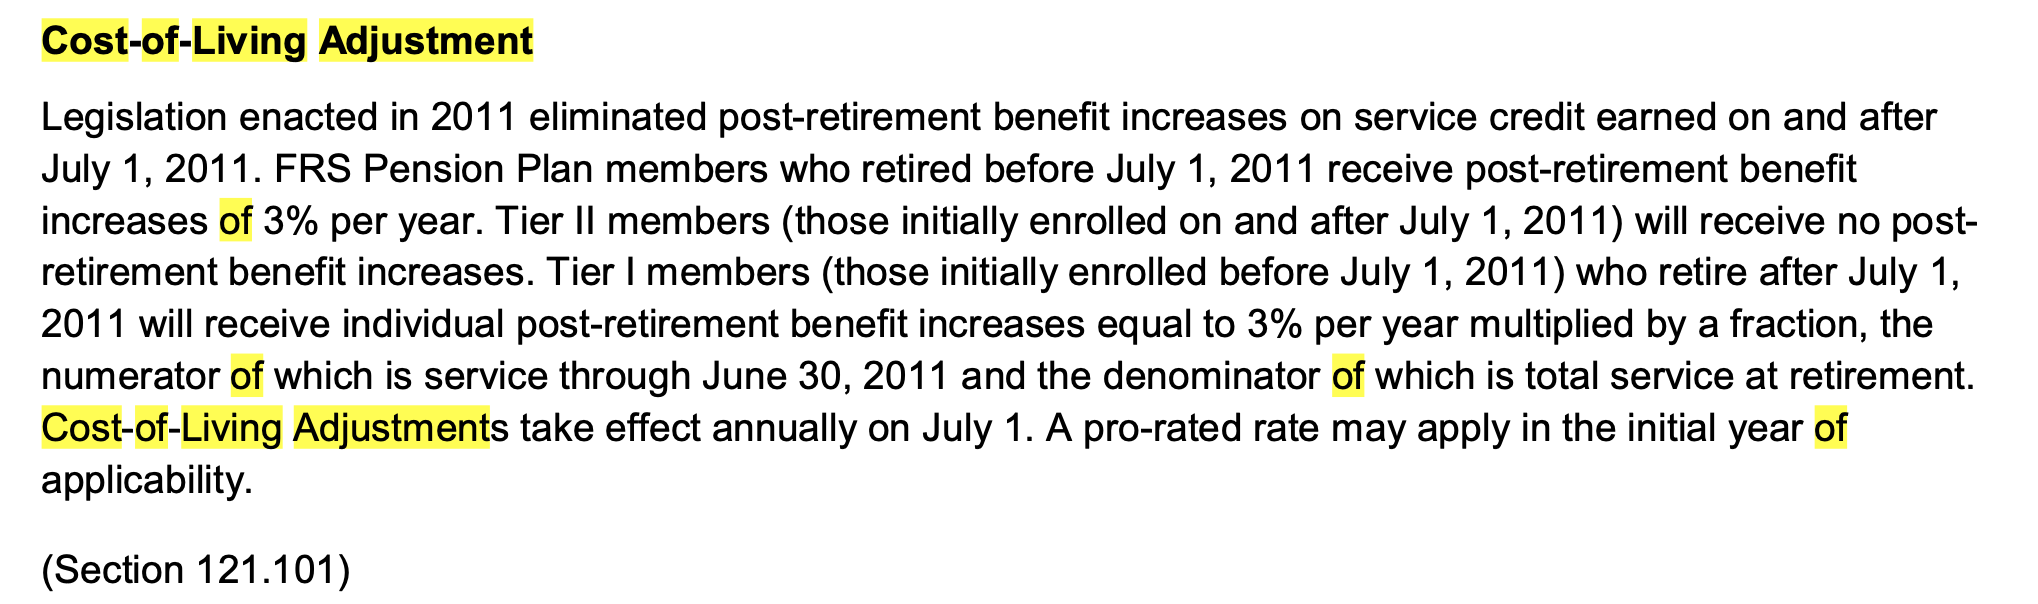 Cost-of-Living Adjustment
Legislation enacted in 2011 eliminated post-retirement benefit increases on service credit earned on and after
July 1, 2011. FRS Pension Plan members who retired before July 1, 2011 receive post-retirement benefit
increases of 3% per year. Tier II members (those initially enrolled on and after July 1, 2011) will receive no post-
retirement benefit increases. Tier I members (those initially enrolled before July 1, 2011) who retire after July 1,
2011 will receive individual post-retirement benefit increases equal to 3% per year multiplied by a fraction, the
numerator of which is service through June 30, 2011 and the denominator of which is total service at retirement.
Cost-of-Living Adjustments take effect annually on July 1. A pro-rated rate may apply in the initial year of
applicability.
(Section 121.101)